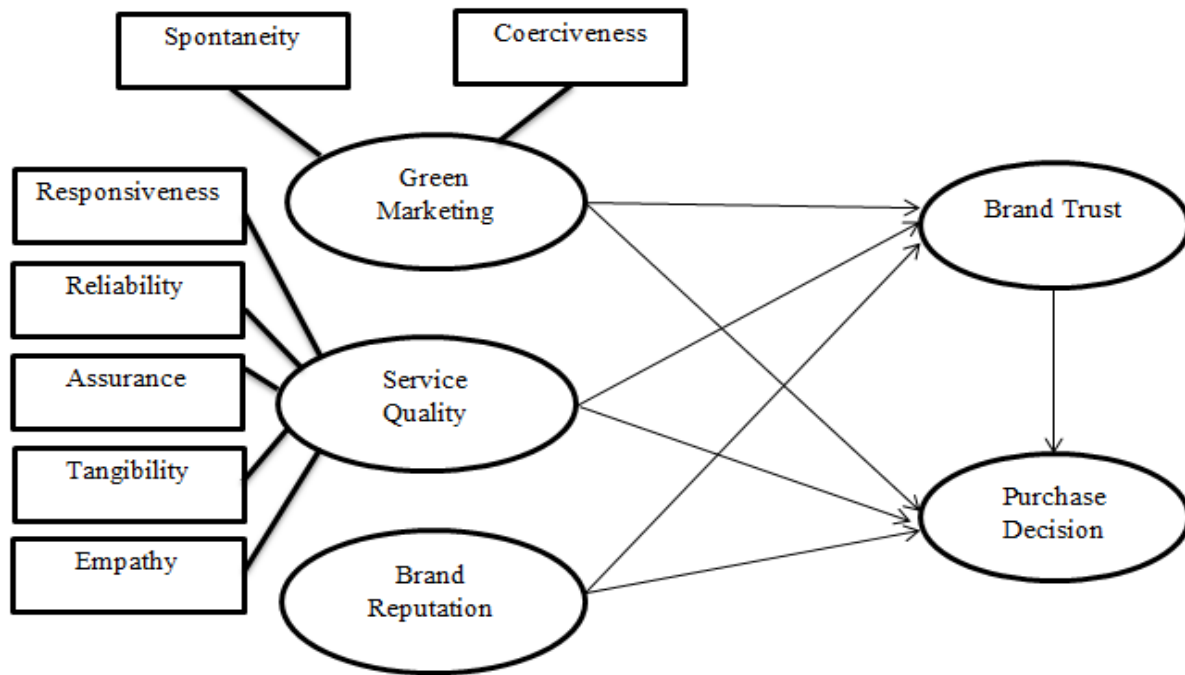 Spontaneity
Coerciveness
Green
Marketing
Responsiveness
Reliability
Assurance
Tangibility
Empathy
Service
Quality
Brand
Reputation
Brand Trust
Purchase
Decision